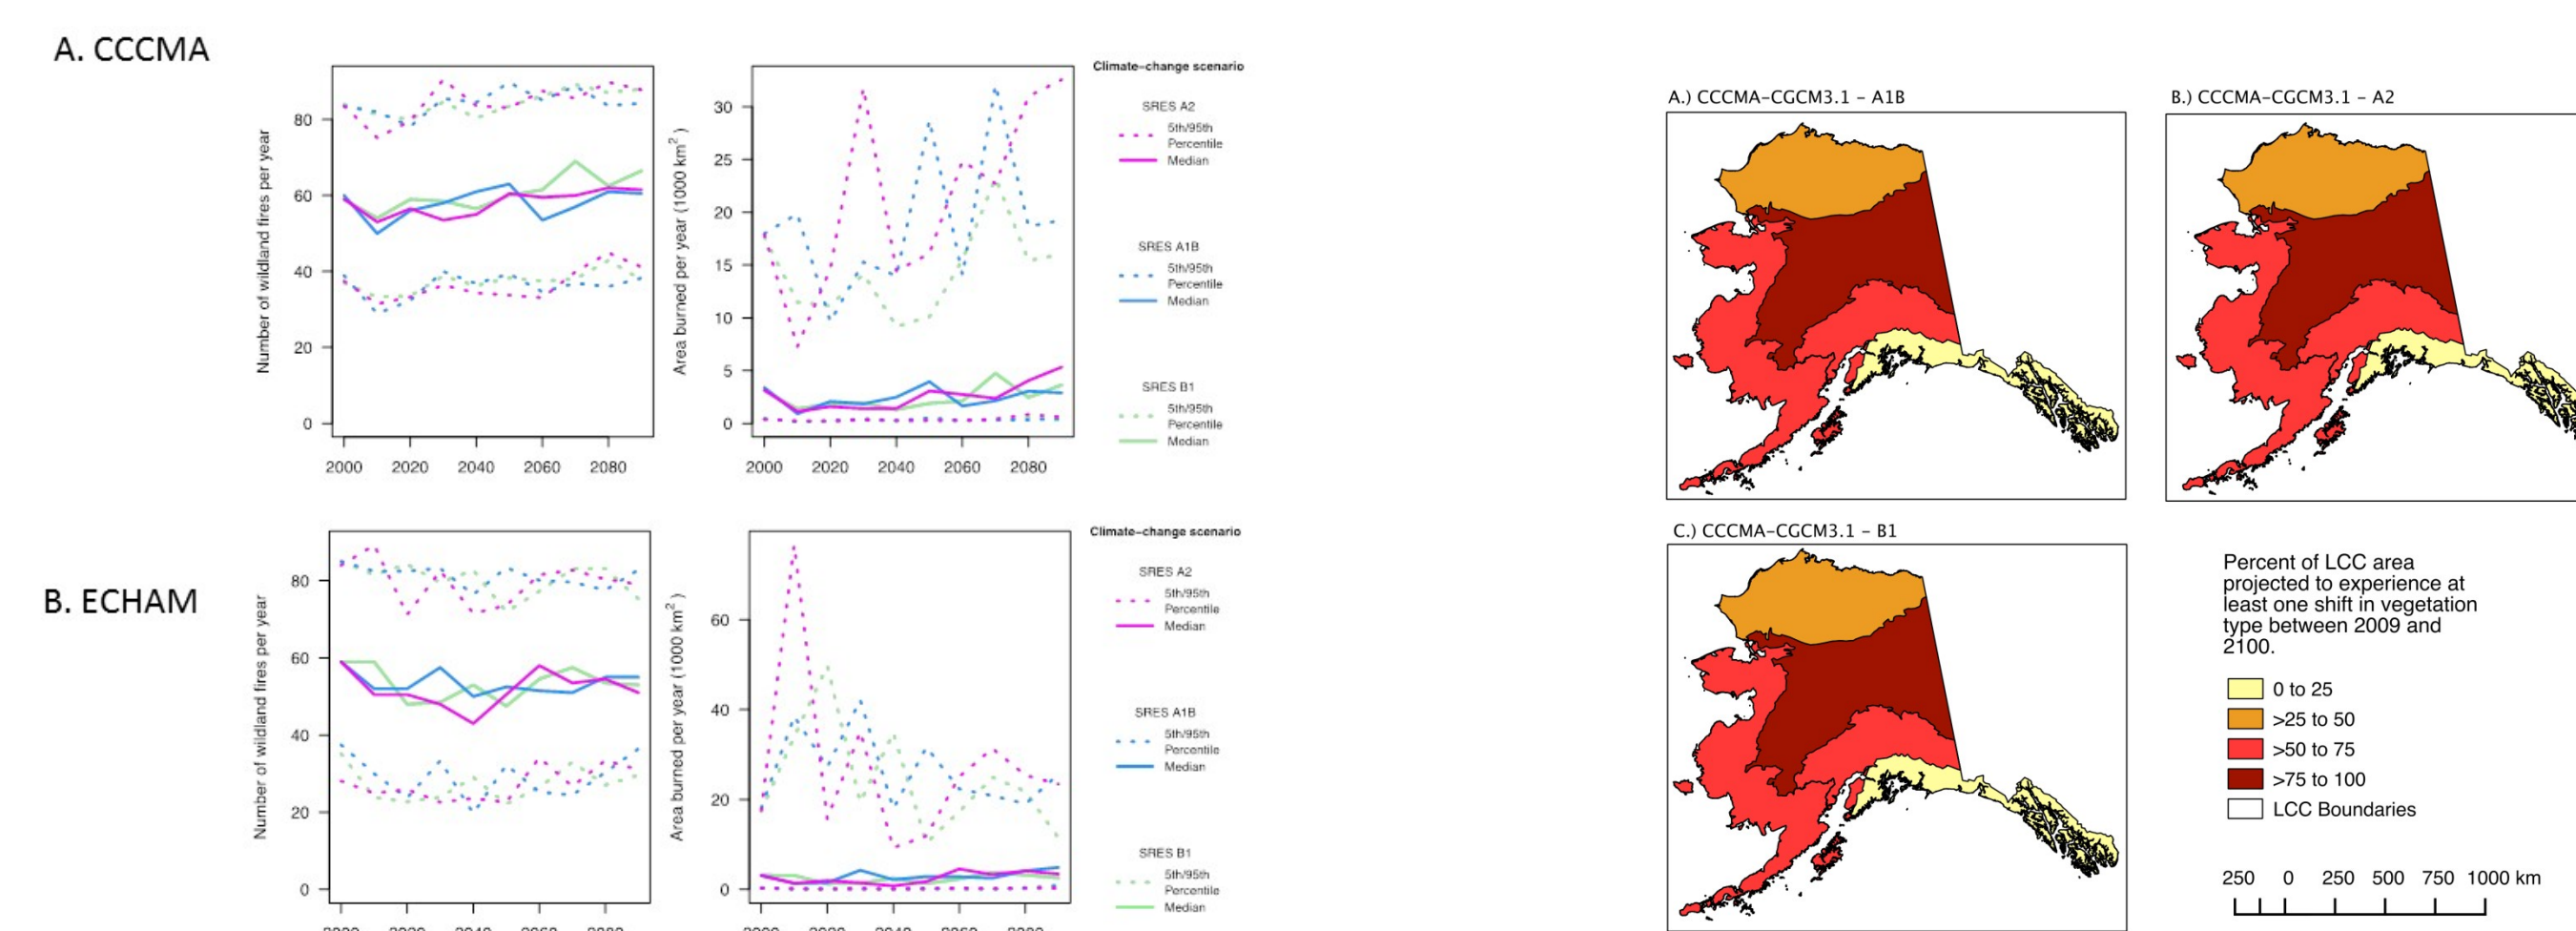 A. CCCMA
Number of wildland fires per year
80
60
40
20
0
2000 2020 2040 2060 2080
Area burned per year (1000 km2)
30
25
20
15
10
5
0
2000 2020 2040 2060 2080
Climate-change scenario
SRES A2
5th/95th
Percentile
Median
SRES A1B
5th/95th
Percentile
Median
SRES B1
5th/95th
Percentile
Median
B. ECHAM
Number of wildland fires per year
80
60
40
20
0
Area burned per year (1000 km2)
60
40
20
0
Climate-change scenario
SRES A2
5th/95th
Percentile
Median
SRES A1B
5th/95th
Percentile
Median
SRES B1
5th/95th
Percentile
Median
A.) CCCMA-CGCM3.1 - A1B
B.) CCCMA-CGCM3.1 - A2
C.) CCCMA-CGCM3.1 - B1
Percent of LCC area
projected to experience at
least one shift in vegetation
type between 2009 and
2100.
0 to 25
>25 to 50
>50 to 75
>75 to 100
LCC Boundaries
250 0 250 500 750 1000 km